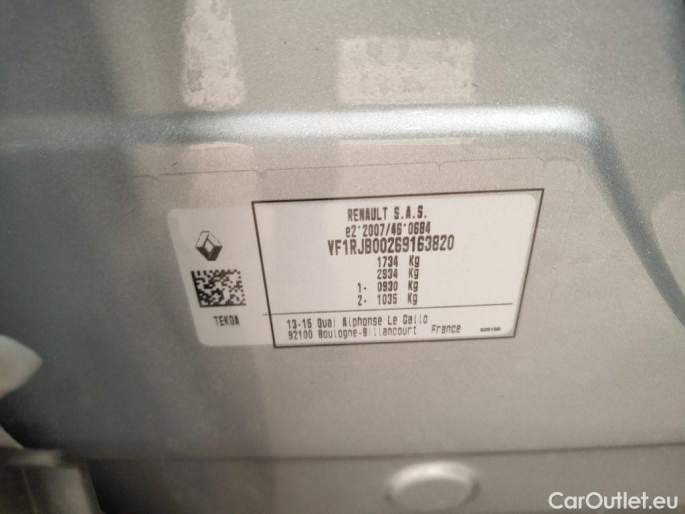 RENAULT S.A.S.
e2*2007/46*0684
VF1RJB00269163820
1734 Kg
2934 Kg
1- 0930 Kg
2- 1035 Kg
TEKDA
13-15 Quai Alphonse Le Gallo
92100 Boulogne-Billancourt France
CarOutlet.eu